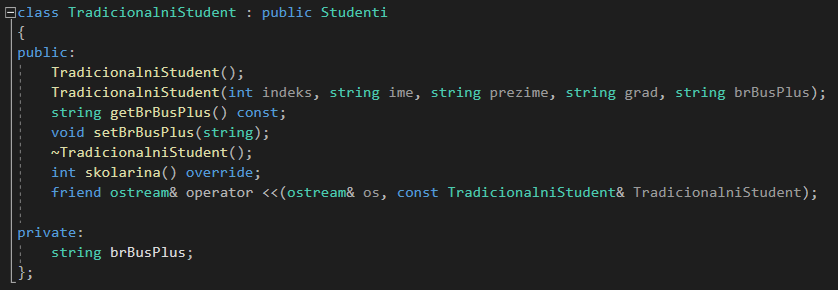 class TradicionalniStudent : public Studenti
{
public:
    TradicionalniStudent();
    TradicionalniStudent(int indeks, string ime, string prezime, string grad, string brBusPlus);
    string getBrBusPlus() const;
    void setBrBusPlus(string);
    ~TradicionalniStudent();
    int skolarina() override;
    friend ostream& operator <<(ostream& os, const TradicionalniStudent& TradicionalniStudent);

private:
    string brBusPlus;
};